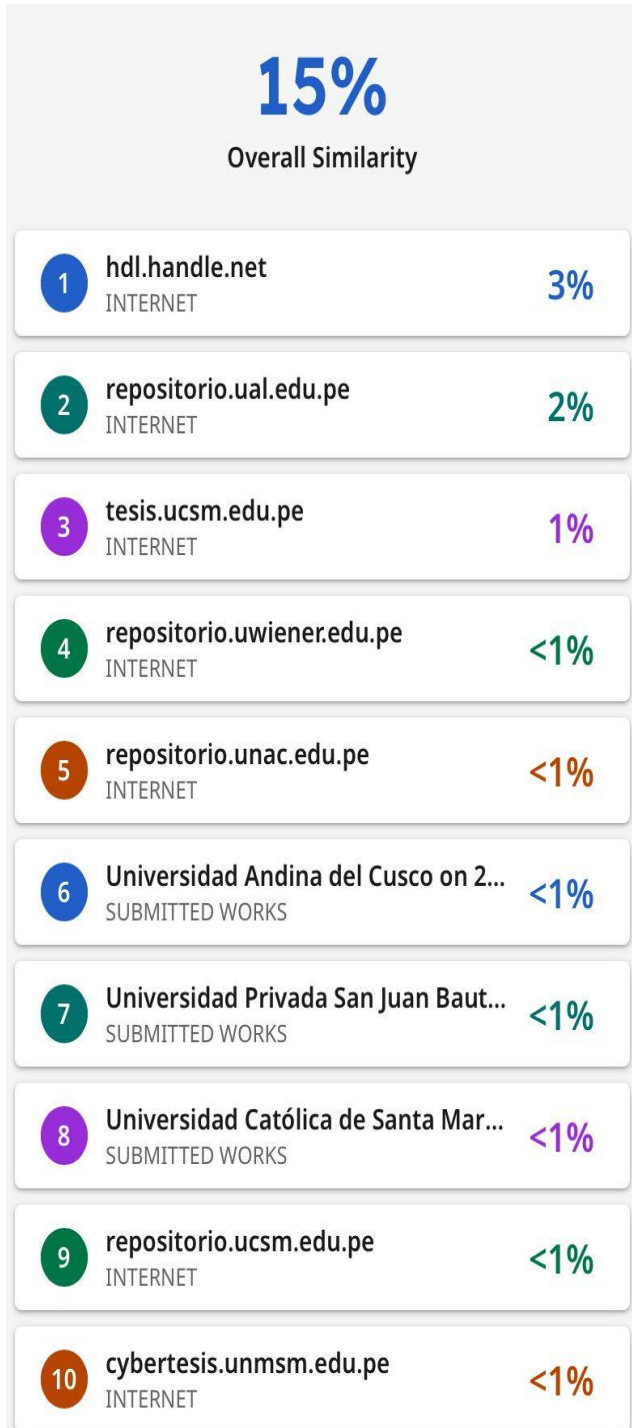 15%
Overall Similarity
1
hdl.handle.net
3%
INTERNET
2
repositorio.ual.edu.pe
2%
INTERNET
3
tesis.ucsm.edu.pe
1%
INTERNET
4
repositorio.uwiener.edu.pe
<1%
INTERNET
5
repositorio.unac.edu.pe
<1%
INTERNET
6
Universidad Andina del Cusco on 2...
<1%
SUBMITTED WORKS
7
Universidad Privada San Juan Baut...
<1%
SUBMITTED WORKS
8
Universidad Católica de Santa Mar...
<1%
SUBMITTED WORKS
9
repositorio.ucsm.edu.pe
<1%
INTERNET
10
cybertesis.unmsm.edu.pe
<1%
INTERNET